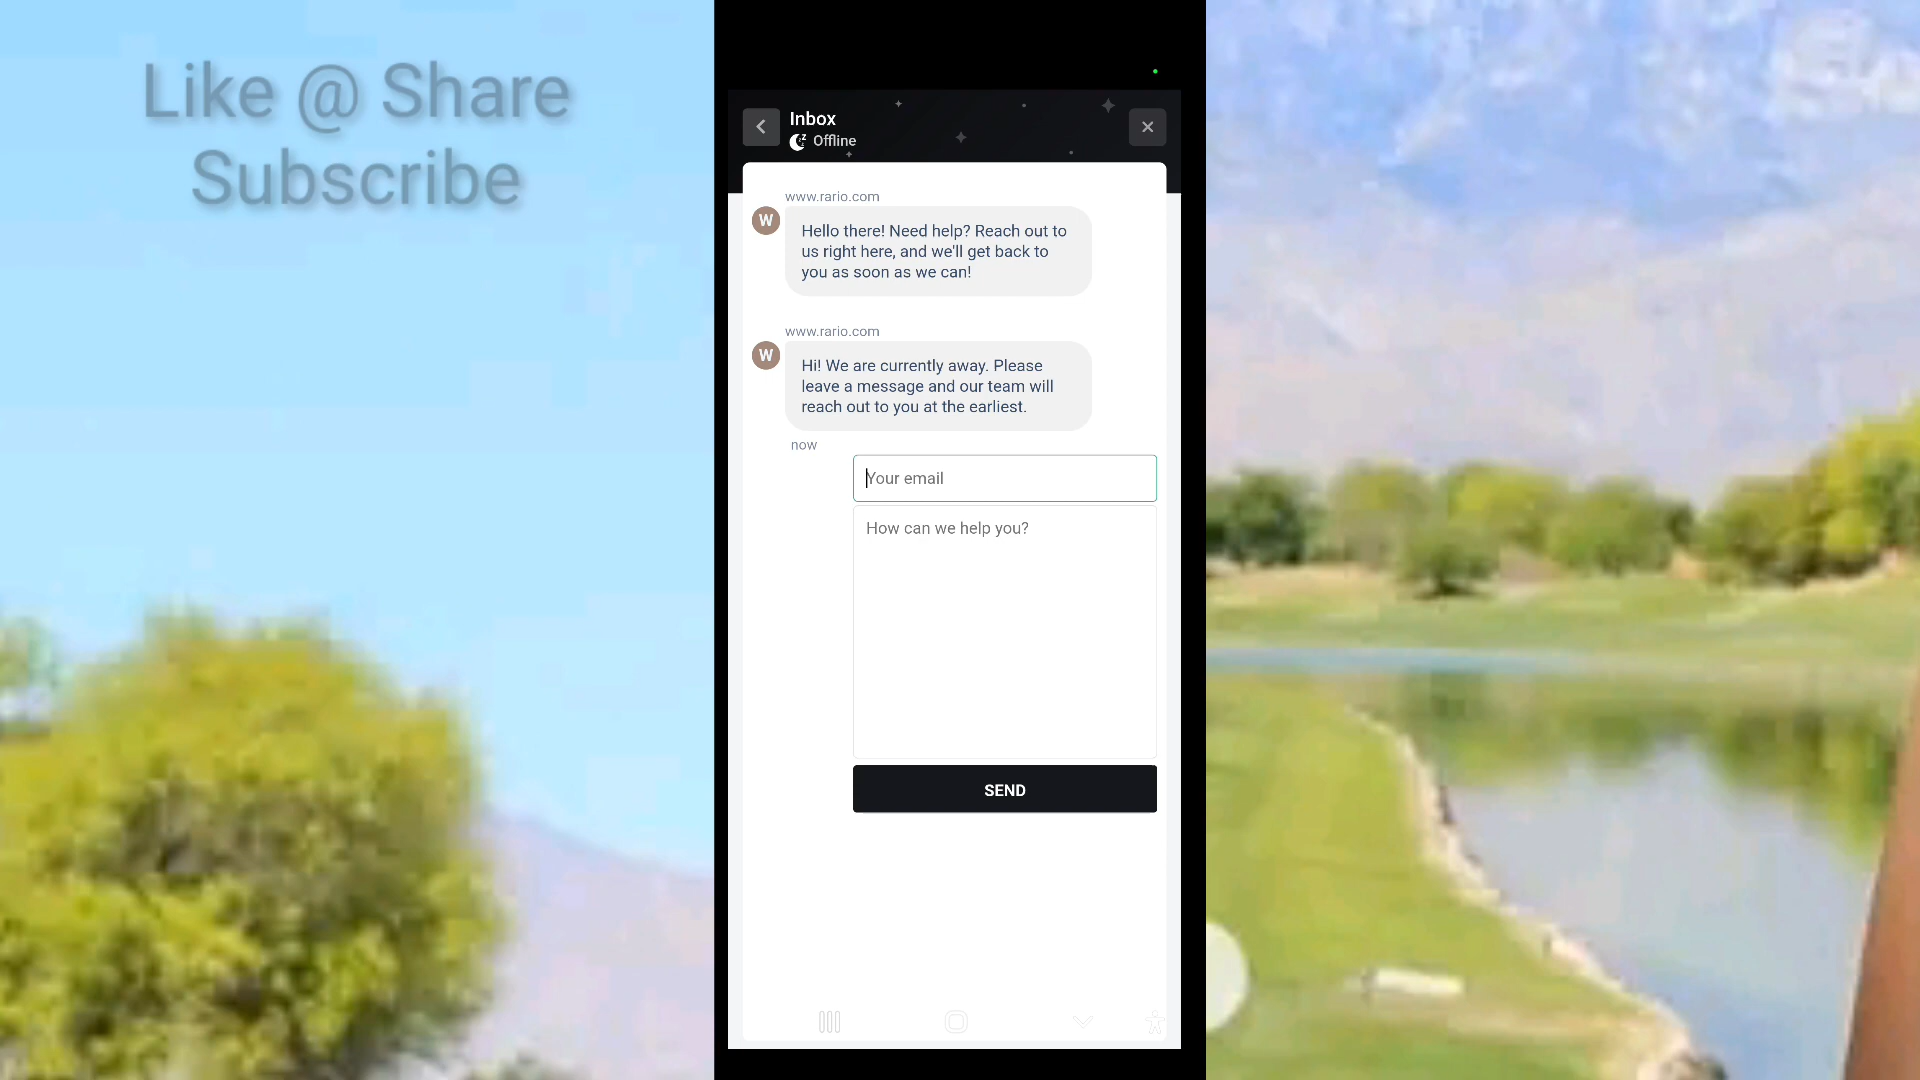 Like @ Share
Subscribe
Inbox
Offline
www.rario.com
W
Hello there! Need help? Reach out to
us right here, and we'll get back to
you as soon as we can!
www.rario.com
W
Hi! We are currently away. Please
leave a message and our team will
reach out to you at the earliest.
now
Your email
How can we help you?
SEND